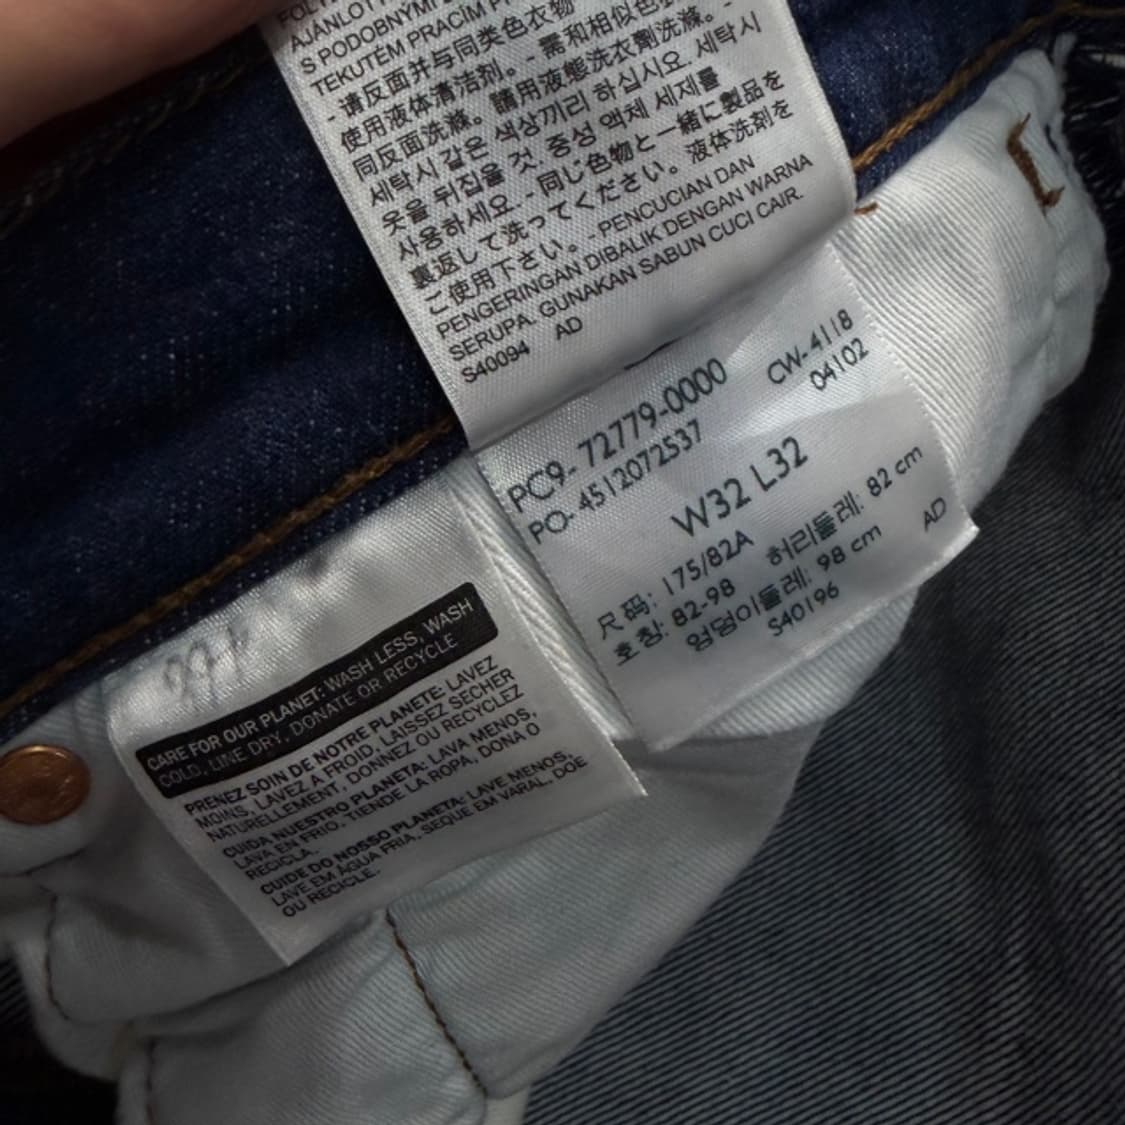 AJANLOTT
S PODOBNÝMI
TEKUTÉM PRACÍM P
- 请反面并与同类色衣物
使用液体清洁剂。- 需和相似色
同反面洗滌。請用液態洗衣劑洗滌。-
세탁시 같은 색상끼리 하십시요. 세탁시
옷을 뒤집을 것. 중성 액체 세제를
사용하세요. - 同じ色物と一緒に製品を
裏返して洗ってください。液体洗剤を
ご使用下さい。- PENCUCIAN DAN
PENGERINGAN DIBALIK DENGAN WARNA
SERUPA. GUNAKAN SABUN CUCI CAIR.
S40094 AD
PC9- 72779-0000 CW-4118
PO- 4512072537 04102
W32 L32
尺码: 175/82A 허리둘레: 82 cm
호칭: 82-98 엉덩이둘레: 98 cm
S40196 AD
CARE FOR OUR PLANET: WASH LESS, WASH
COLD, LINE DRY, DONATE OR RECYCLE
PRENEZ SOIN DE NOTRE PLANETE: LAVEZ
MOINS, LAVEZ A FROID, LAISSEZ SECHER
NATURELLEMENT, DONNEZ OU RECYCLEZ
CUIDA NUESTRO PLANETA: LAVA MENOS,
LAVA EN FRIO, TIENDE LA ROPA, DONA O
RECICLA.
CUIDE DO NOSSO PLANETA: LAVE MENOS,
LAVE EM AGUA FRIA, SEQUE EM VARAL, DOE
OU RECICLE.